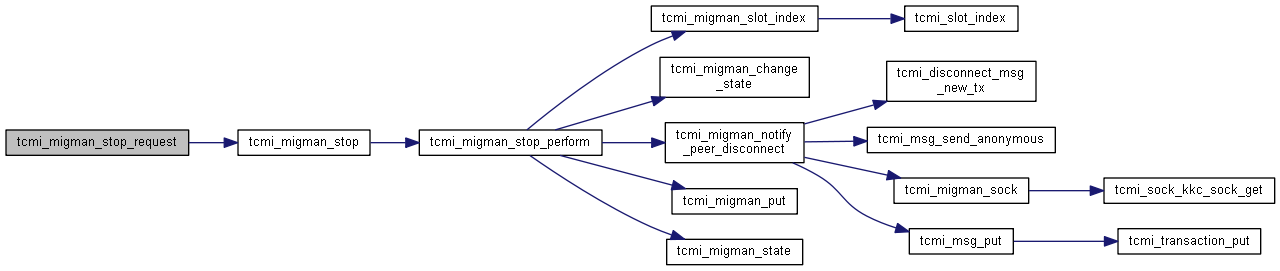 tcmi_migman_stop_request
tcmi_migman_stop
tcmi_migman_stop_perform
tcmi_migman_slot_index
tcmi_slot_index
tcmi_migman_change
_state
tcmi_migman_notify
_peer_disconnect
tcmi_disconnect_msg
_new_tx
tcmi_msg_send_anonymous
tcmi_migman_sock
tcmi_sock_kkc_sock_get
tcmi_msg_put
tcmi_transaction_put
tcmi_migman_put
tcmi_migman_state